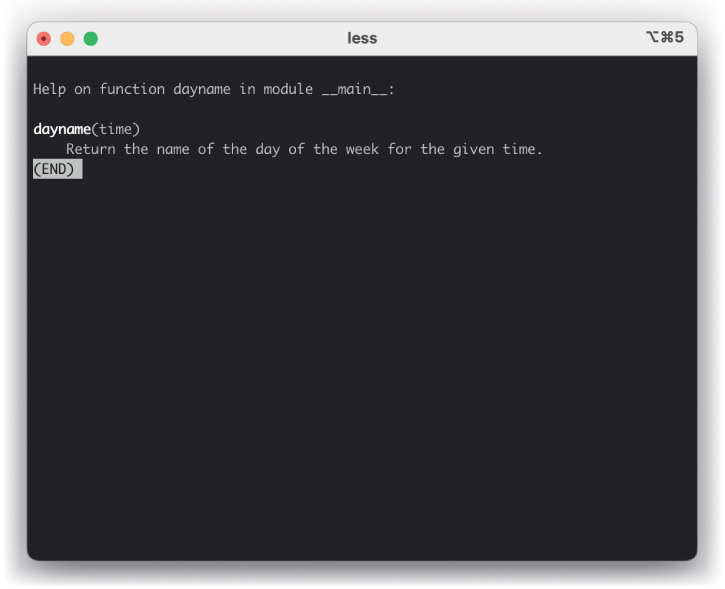 less ⌥⌘5
Help on function dayname in module __main__:
dayname(time)
Return the name of the day of the week for the given time.
(END)